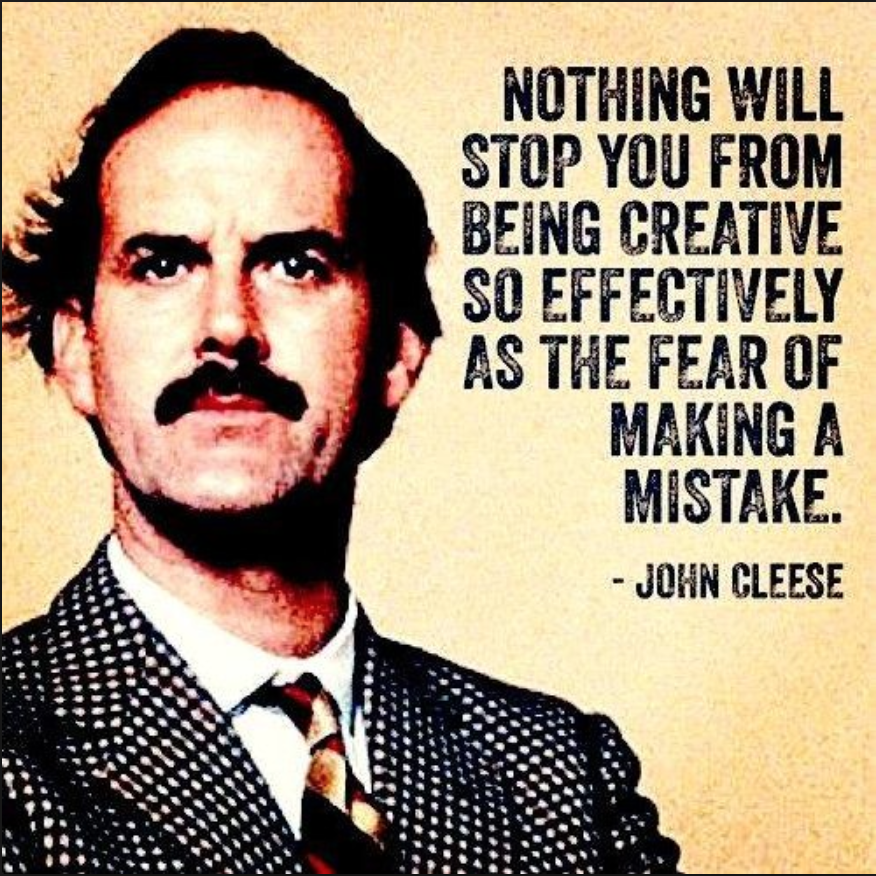 NOTHING WILL
STOP YOU FROM
BEING CREATIVE
SO EFFECTIVELY
AS THE FEAR OF
MAKING A
MISTAKE.
- JOHN CLEESE